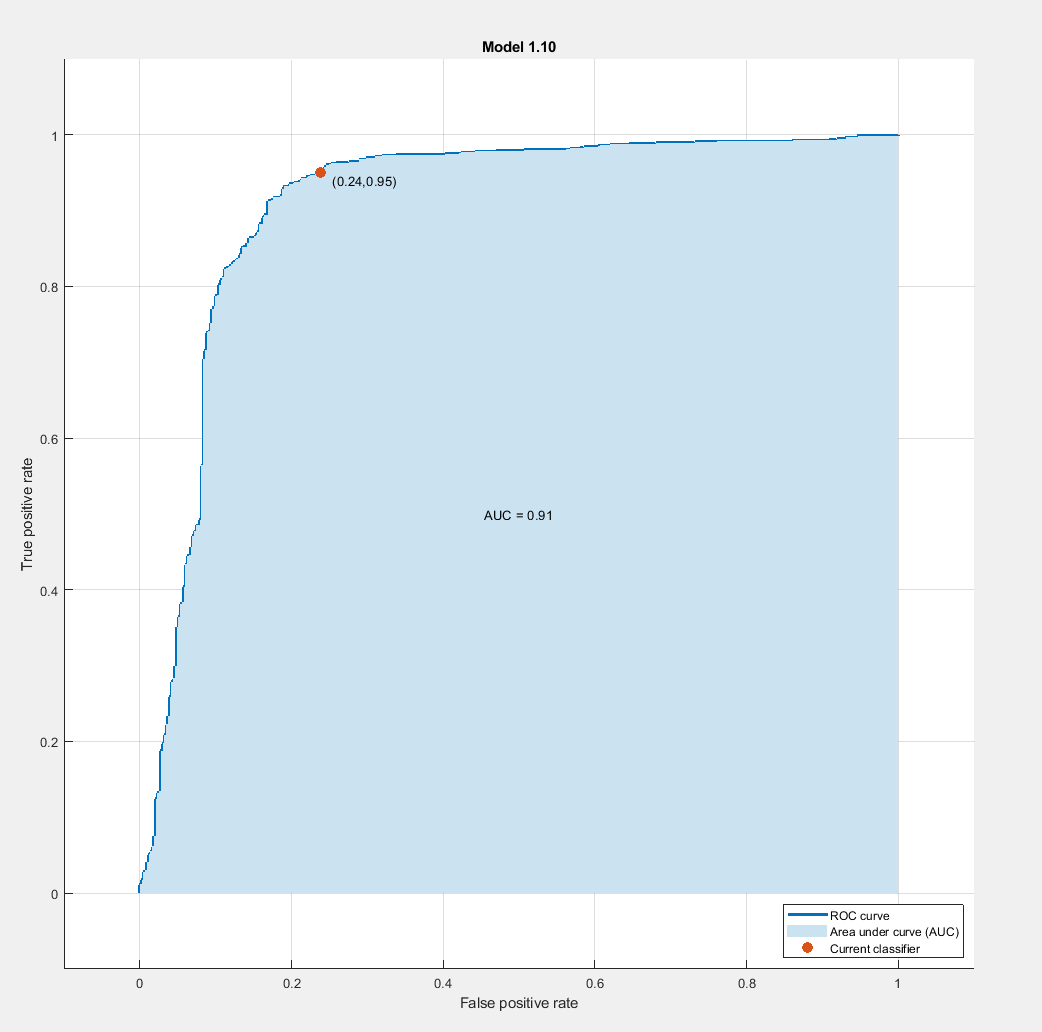 Model 1.10
1
0.8
0.6
0.4
0.2
0
True positive rate
(0.24,0.95)
AUC = 0.91
ROC curve
Area under curve (AUC)
Current classifier
0 0.2 0.4 0.6 0.8 1
False positive rate